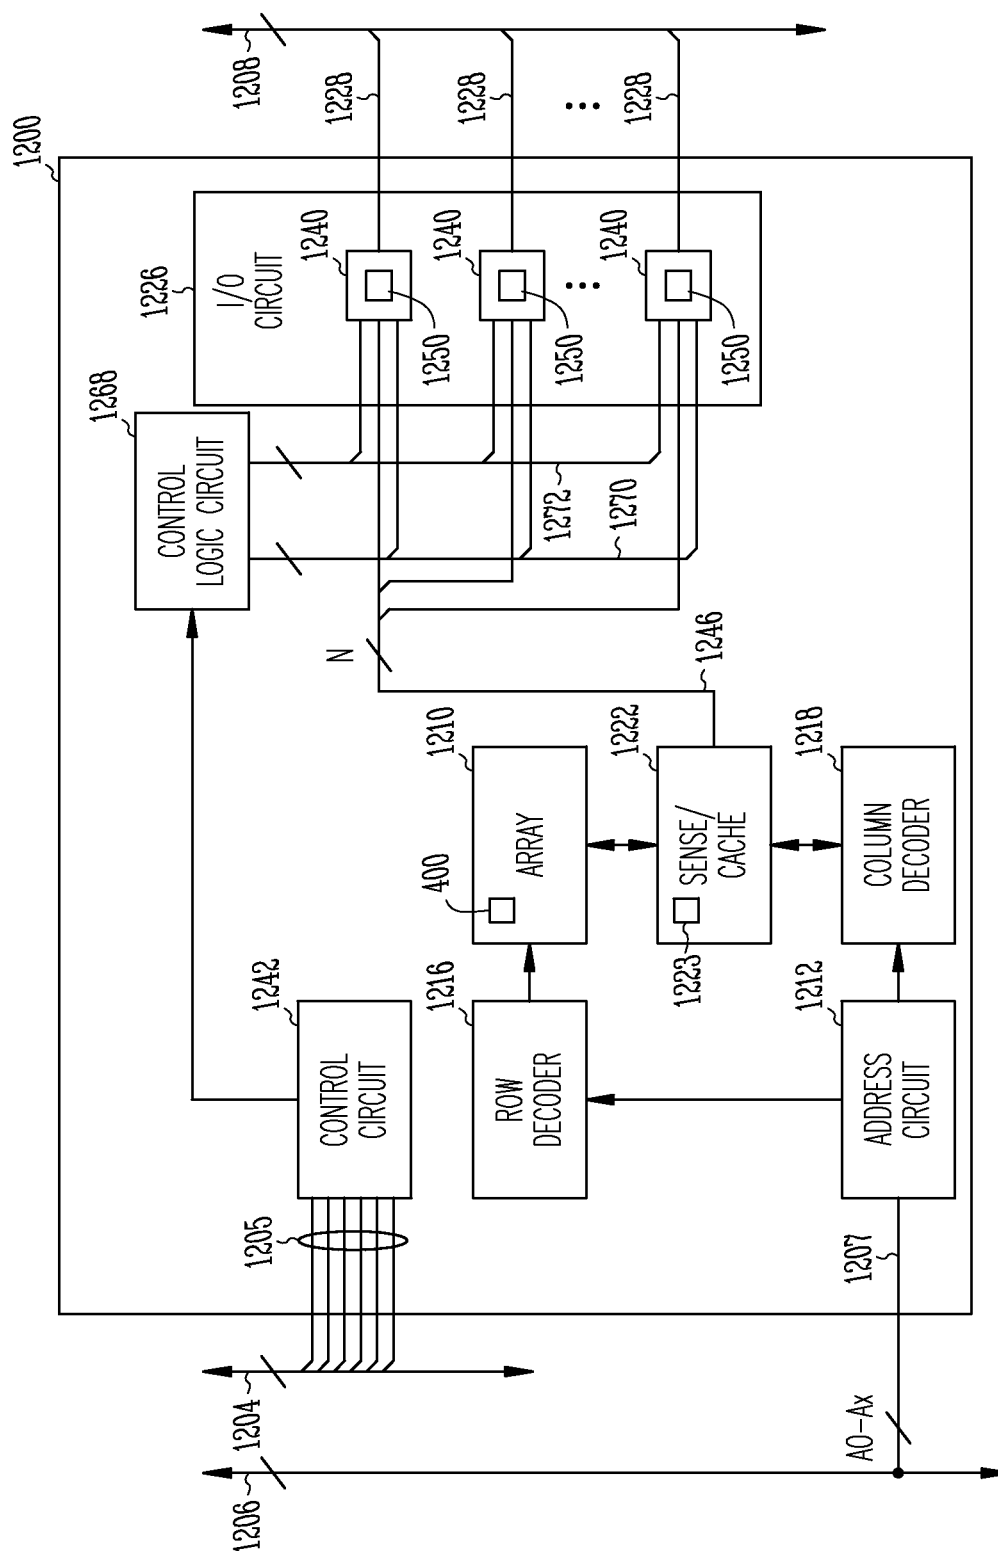 1200
1208
1228
1228
1228
1226
I/O
CIRCUIT
1240
1240
1240
1250
1250
1250
1268
CONTROL
LOGIC CIRCUIT
1272
1270
N
1246
1210
ARRAY
400
1222
SENSE/
CACHE
1223
1218
COLUMN
DECODER
1242
CONTROL
CIRCUIT
1216
ROW
DECODER
1212
ADDRESS
CIRCUIT
1205
1207
1204
A0-Ax
1206